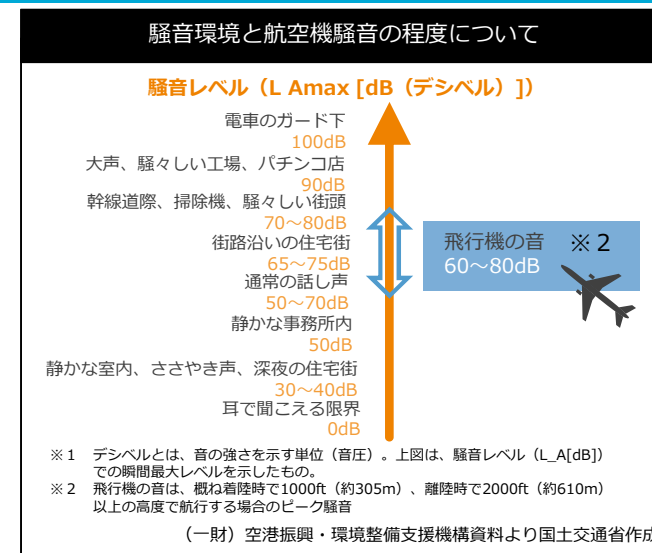 騒音環境と航空機騒音の程度について
騒音レベル（L Amax [dB（デシベル）]）
電車のガード下
100dB
大声、騒々しい工場、パチンコ店
90dB
幹線道際、掃除機、騒々しい街頭
70～80dB
街路沿いの住宅街
65～75dB
通常の話し声
50～70dB
静かな事務所内
50dB
静かな室内、ささやき声、深夜の住宅街
30～40dB
耳で聞こえる限界
0dB
飛行機の音　※２
60～80dB
※１　デシベルとは、音の強さを示す単位（音圧）。上図は、騒音レベル（L_A[dB]）
での瞬間最大レベルを示したもの。
※２　飛行機の音は、概ね着陸時で1000ft（約305m）、離陸時で2000ft（約610m）
以上の高度で航行する場合のピーク騒音
（一財）空港振興・環境整備支援機構資料より国土交通省作成